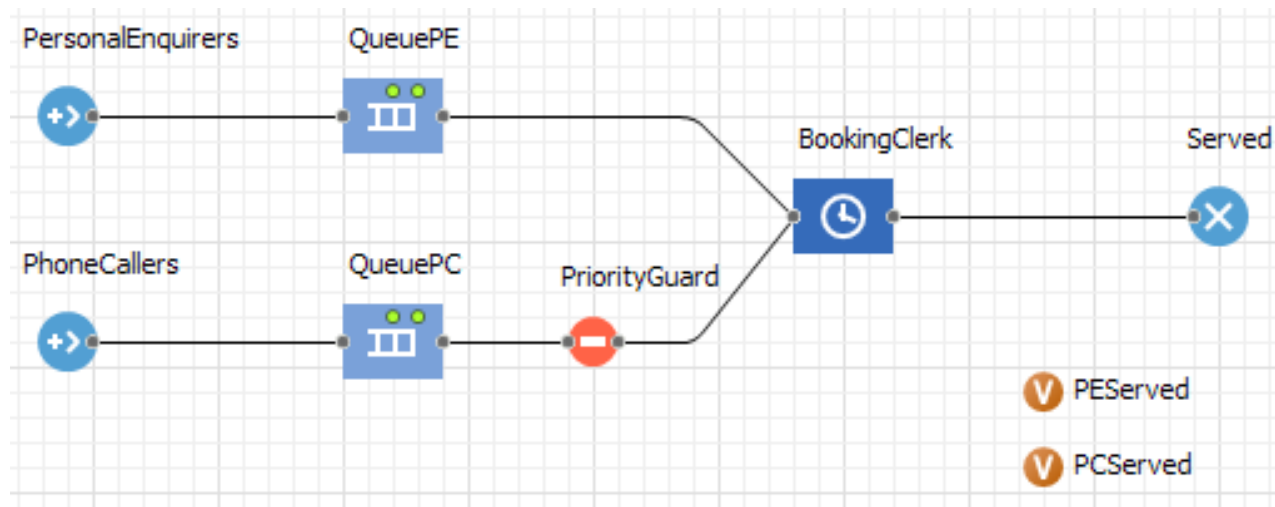 PersonalEnquirers
QueuePE
BookingClerk
Served
PhoneCallers
QueuePC
PriorityGuard
V PEServed
V PCServed